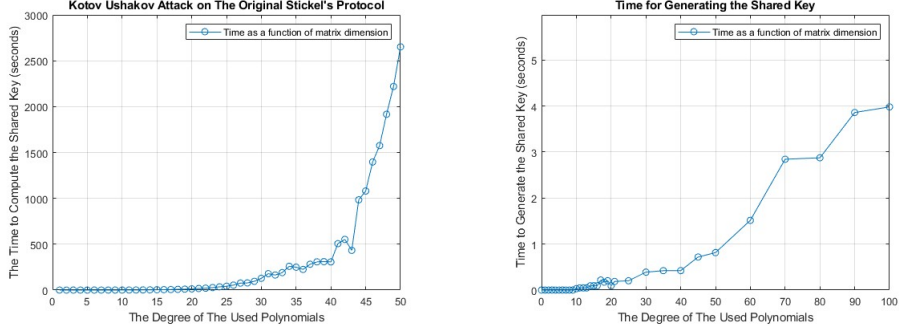 Kotov Ushakov Attack on The Original Stickel's Protocol
Time as a function of matrix dimension
The Time to Compute the Shared Key (seconds)
3000
2500
2000
1500
1000
500
0
0 5 10 15 20 25 30 35 40 45 50
The Degree of The Used Polynomials
Time for Generating the Shared Key
Time as a function of matrix dimension
Time to Generate the Shared Key (seconds)
5
4
3
2
1
0
0 10 20 30 40 50 60 70 80 90 100
The Degree of The Used Polynomials